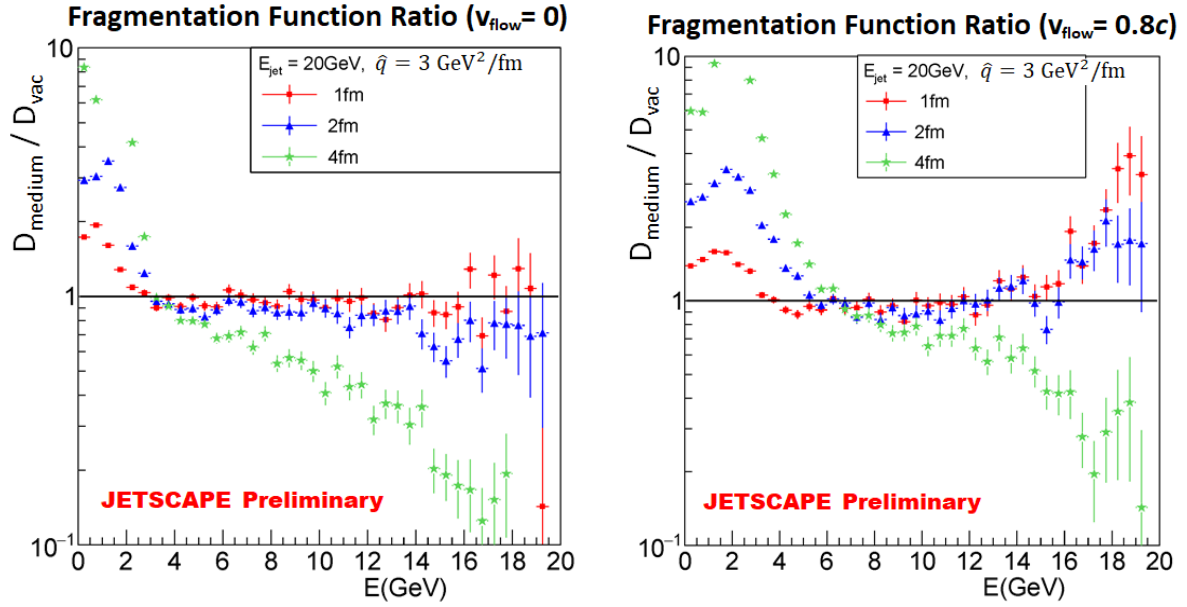 Fragmentation Function Ratio (vflow= 0)
10
Ejet = 20GeV, q̂ = 3 GeV²/fm
1fm
2fm
4fm
Dmedium / Dvac
1
JETSCAPE Preliminary
10⁻¹
0 2 4 6 8 10 12 14 16 18 20
E(GeV)
Fragmentation Function Ratio (vflow= 0.8c)
10
Ejet = 20GeV, q̂ = 3 GeV²/fm
1fm
2fm
4fm
Dmedium / Dvac
1
JETSCAPE Preliminary
10⁻¹
0 2 4 6 8 10 12 14 16 18 20
E(GeV)